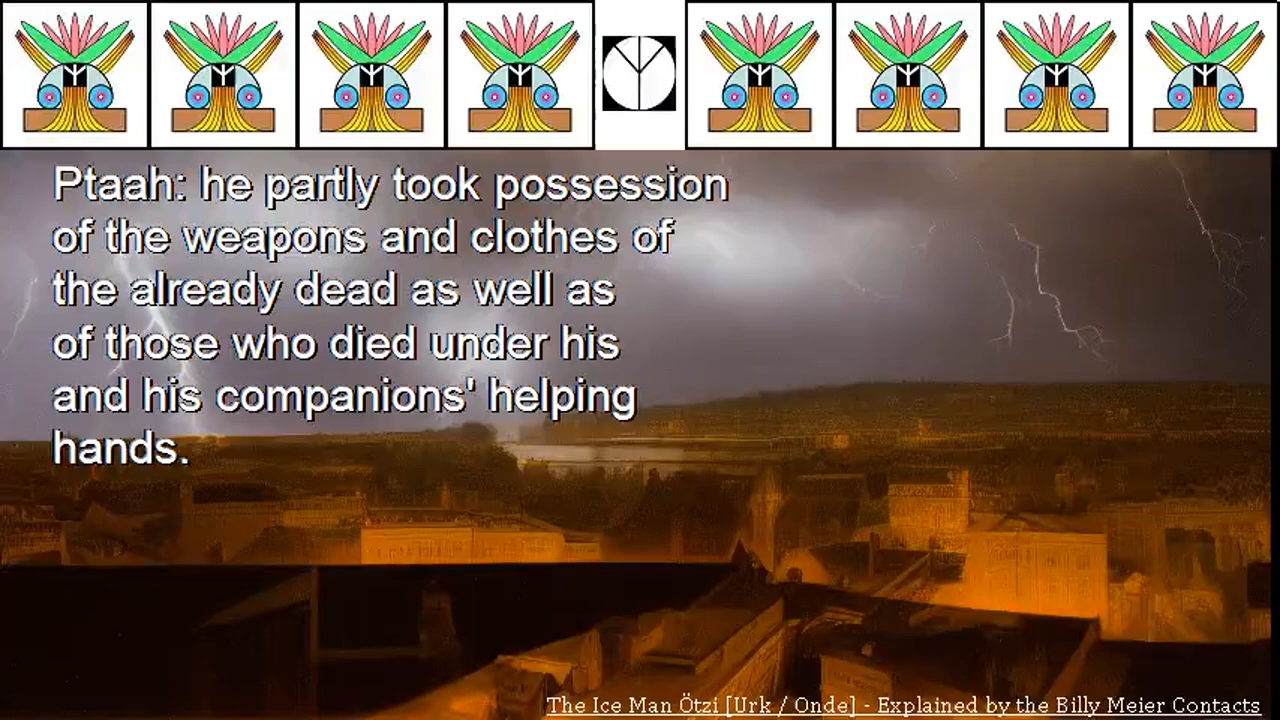 Ptaah: he partly took possession
of the weapons and clothes of
the already dead as well as
of those who died under his
and his companions' helping
hands.
The Ice Man Ötzi [Urk / Onde] - Explained by the Billy Meier Contacts